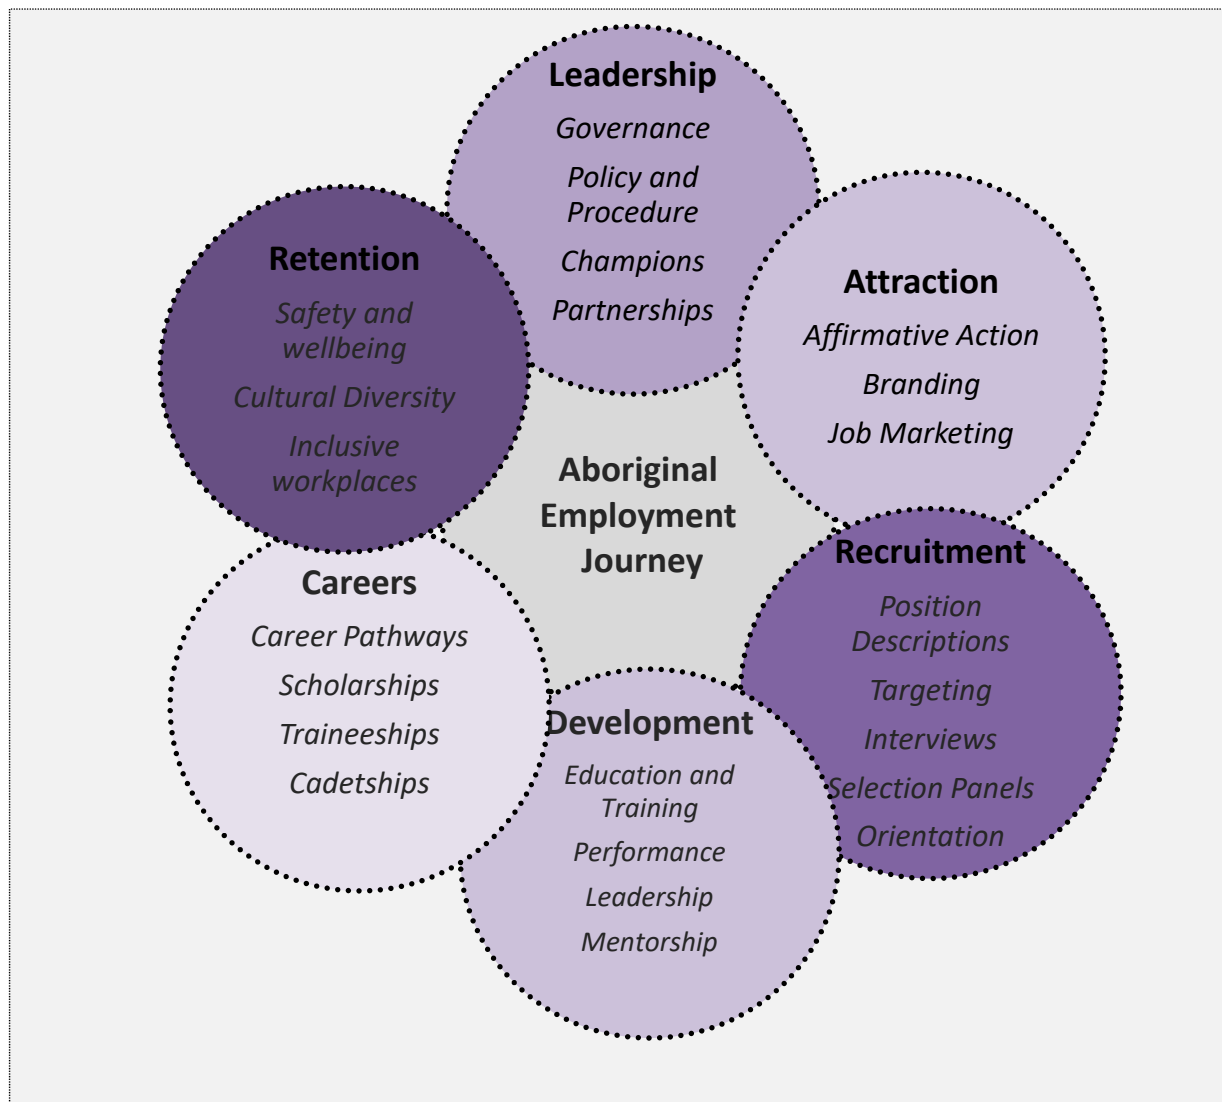 Leadership
Governance
Policy and
Procedure
Champions
Partnerships
Attraction
Affirmative Action
Branding
Job Marketing
Recruitment
Position
Descriptions
Targeting
Interviews
Selection Panels
Orientation
Development
Education and
Training
Performance
Leadership
Mentorship
Careers
Career Pathways
Scholarships
Traineeships
Cadetships
Retention
Safety and
wellbeing
Cultural Diversity
Inclusive
workplaces
Aboriginal
Employment
Journey